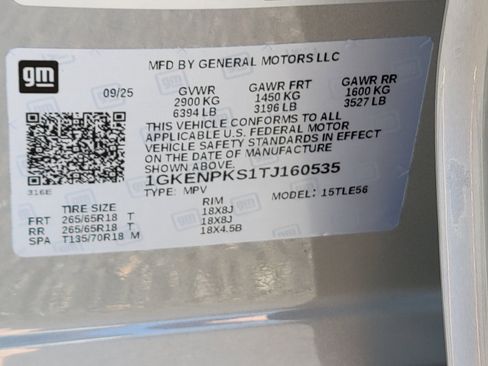 gm
MFD BY GENERAL MOTORS LLC
09/25 GVWR GAWR FRT GAWR RR
2900 KG 1450 KG 1600 KG
6394 LB 3196 LB 3527 LB
THIS VEHICLE CONFORMS TO ALL
APPLICABLE U.S. FEDERAL MOTOR
VEHICLE SAFETY STANDARDS IN EFFECT
ON THE DATE OF MANUFACTURE
SHOWN ABOVE.
316E 1GKENPKS1TJ160535
TYPE: MPV MODEL: 15TLE56
TIRE SIZE RIM
FRT 265/65R18 T 18X8J
RR 265/65R18 T 18X8J
SPA T135/70R18 M 18X4.5B